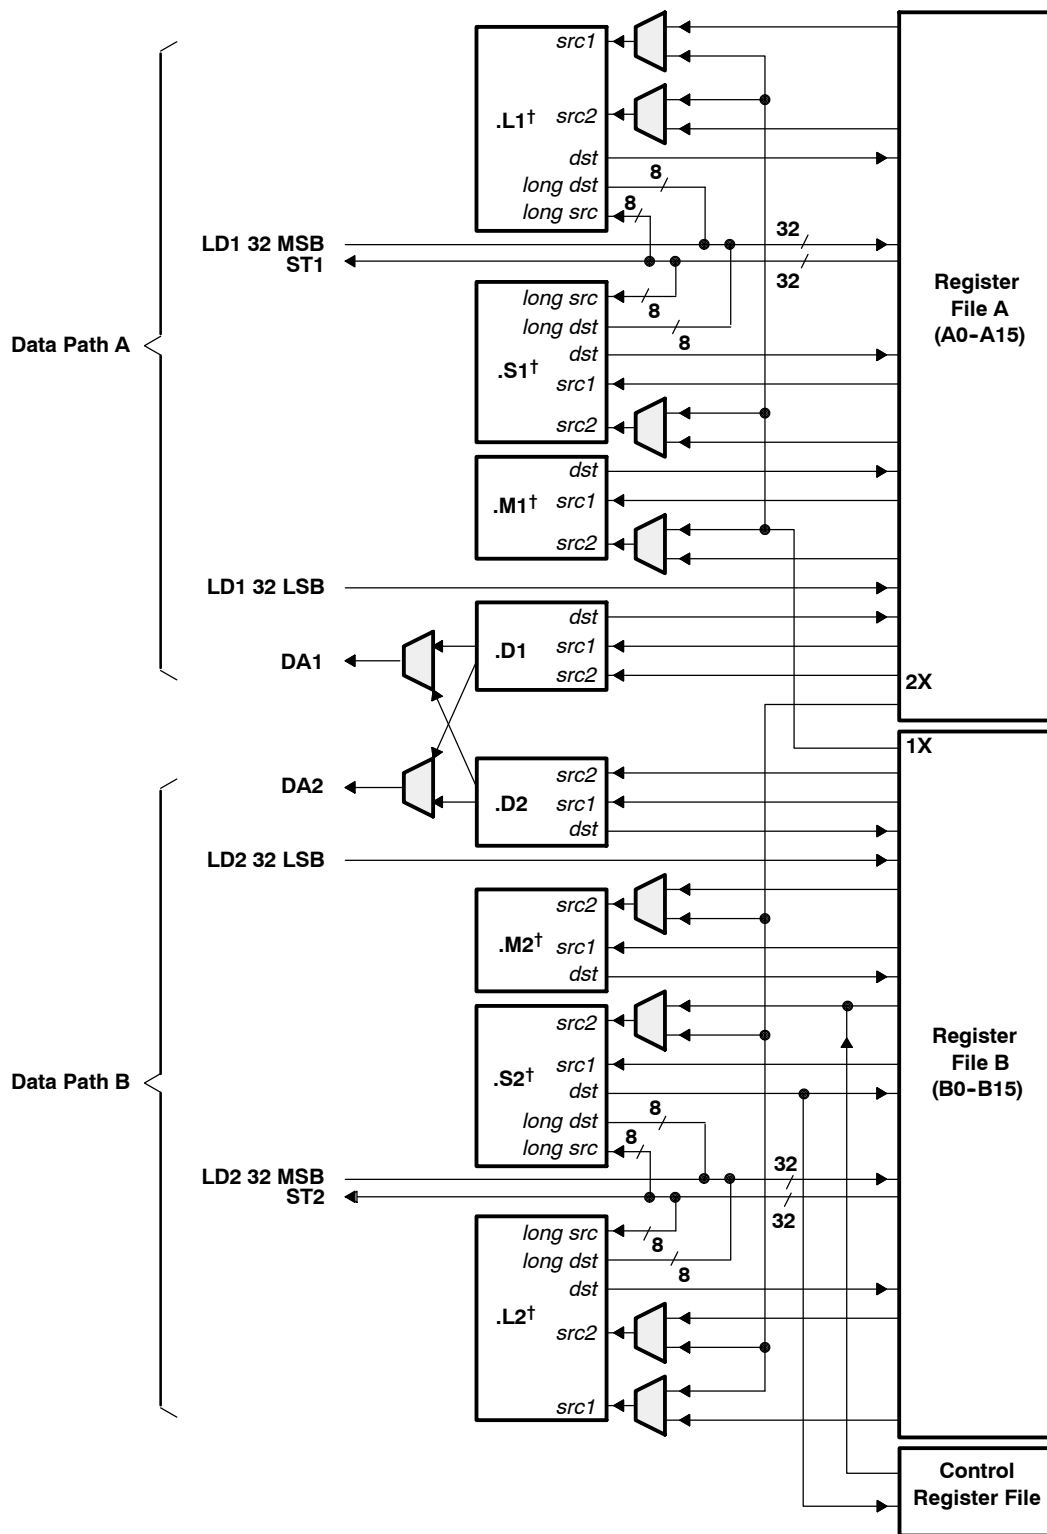 src1
.L1† src2
dst
8
long dst
8
long src
LD1 32 MSB
32
ST1
32
Register
File A
(A0-A15)
long src
8
long dst
8
Data Path A
dst
.S1†
src1
src2
dst
.M1† src1
src2
LD1 32 LSB
dst
.D1 src1
DA1
src2
2X
1X
src2
DA2
.D2 src1
dst
LD2 32 LSB
src2
.M2† src1
dst
src2
Register
File B
(B0-B15)
src1
.S2†
dst
Data Path B
8
long dst
8
long src
LD2 32 MSB
32
ST2
32
long src
8
long dst
8
dst
.L2†
src2
src1
Control
Register File